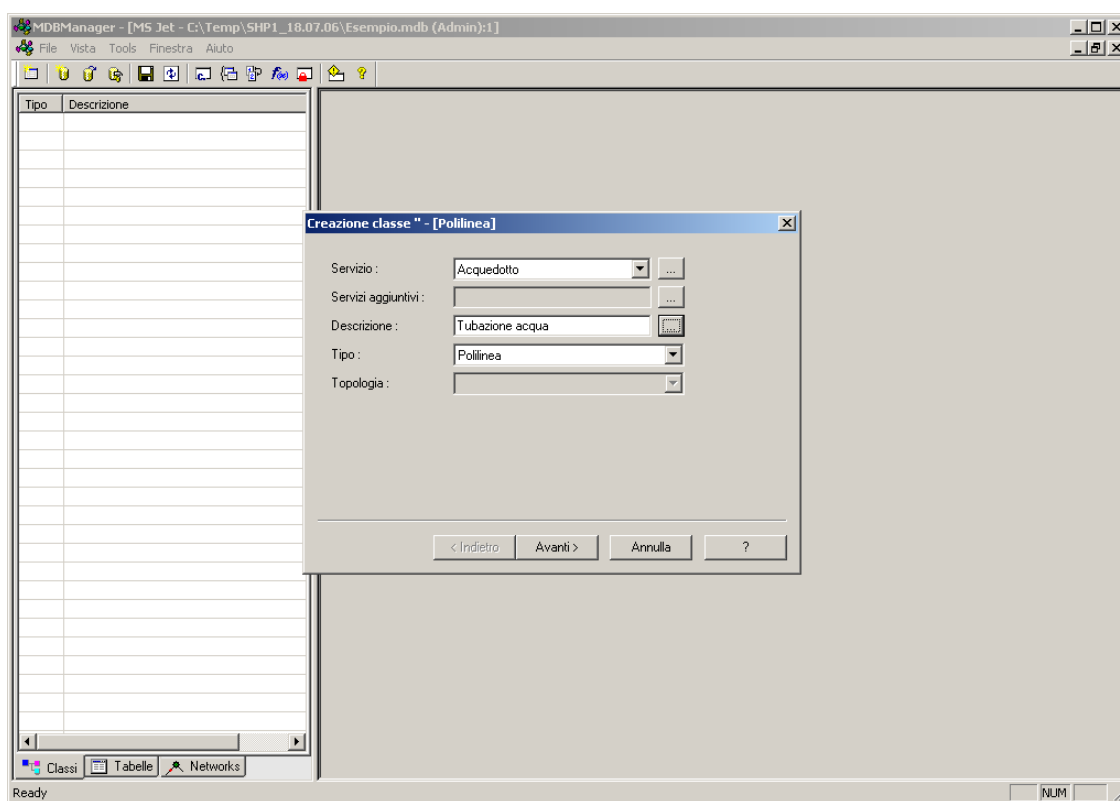 MDBManager - [MS Jet - C:\Temp\SHP1_18.07.06\Esempio.mdb (Admin):1]
File Vista Tools Finestra Aiuto
Tipo Descrizione
Creazione classe '' - [Polilinea]
Servizio : Acquedotto ...
Servizi aggiuntivi : ...
Descrizione : Tubazione acqua ...
Tipo : Polilinea
Topologia :
< Indietro Avanti > Annulla ?
Classi Tabelle Networks
Ready NUM